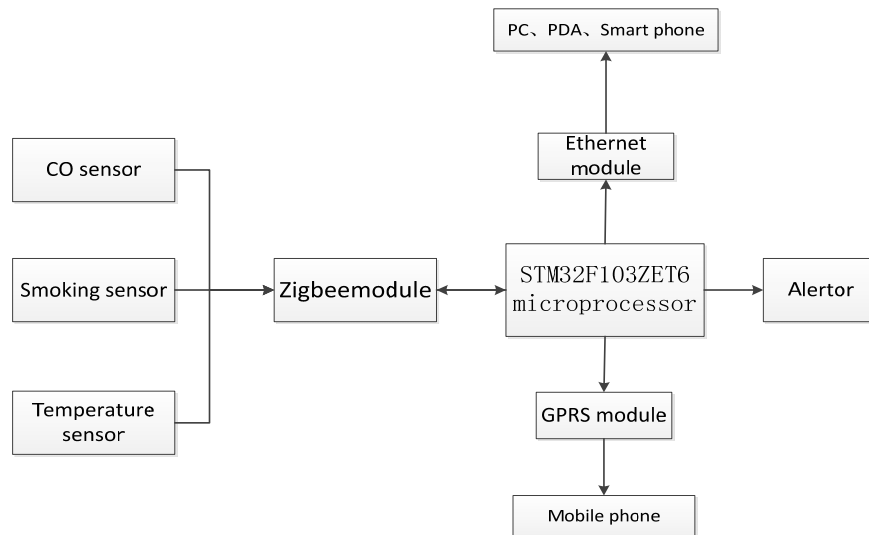 PC、PDA、Smart phone
Ethernet
module
CO sensor
Smoking sensor
Temperature
sensor
Zigbeemodule
STM32F103ZET6
microprocessor
Alertor
GPRS module
Mobile phone